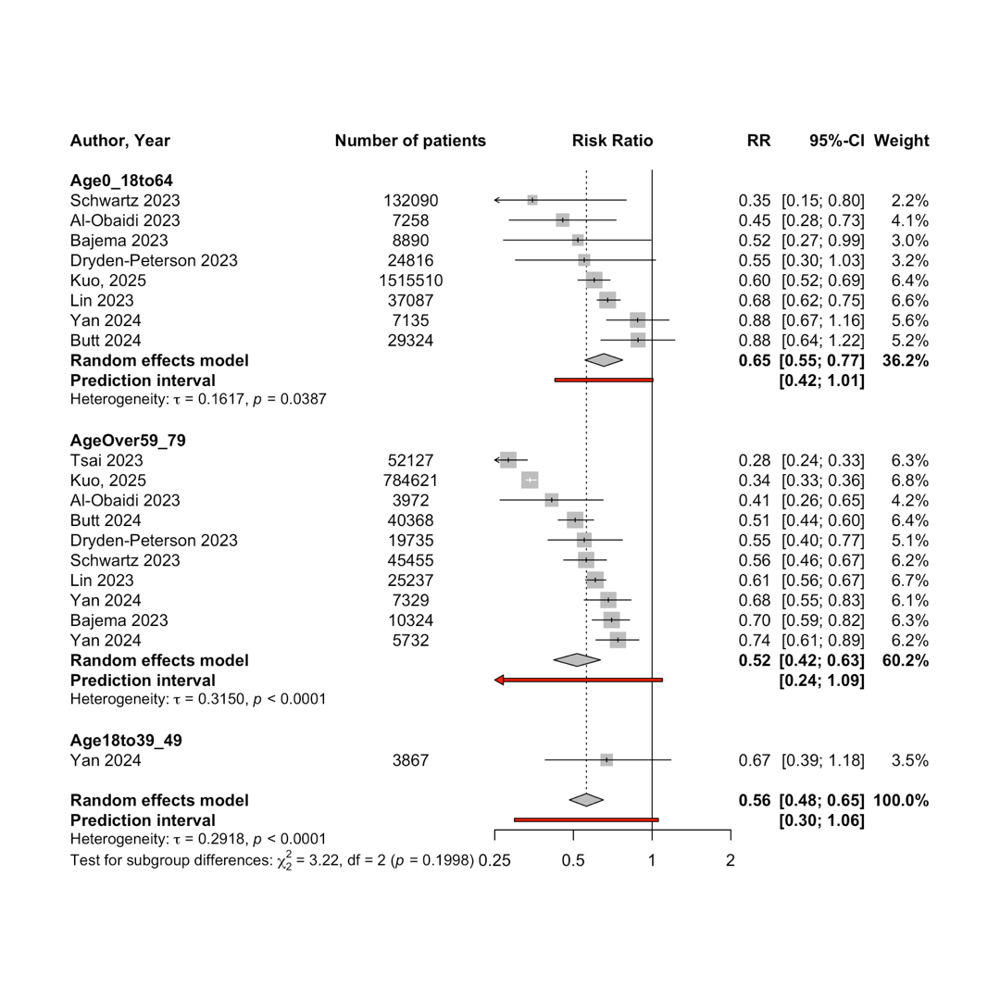 Author, Year Number of patients Risk Ratio RR 95%-CI Weight
Age0_18to64
Schwartz 2023 132090 0.35 [0.15; 0.80] 2.2%
Al-Obaidi 2023 7258 0.45 [0.28; 0.73] 4.1%
Bajema 2023 8890 0.52 [0.27; 0.99] 3.0%
Dryden-Peterson 2023 24816 0.55 [0.30; 1.03] 3.2%
Kuo, 2025 1515510 0.60 [0.52; 0.69] 6.4%
Lin 2023 37087 0.68 [0.62; 0.75] 6.6%
Yan 2024 7135 0.88 [0.67; 1.16] 5.6%
Butt 2024 29324 0.88 [0.64; 1.22] 5.2%
Random effects model 0.65 [0.55; 0.77] 36.2%
Prediction interval [0.42; 1.01]
Heterogeneity: τ = 0.1617, p = 0.0387
AgeOver59_79
Tsai 2023 52127 0.28 [0.24; 0.33] 6.3%
Kuo, 2025 784621 0.34 [0.33; 0.36] 6.8%
Al-Obaidi 2023 3972 0.41 [0.26; 0.65] 4.2%
Butt 2024 40368 0.51 [0.44; 0.60] 6.4%
Dryden-Peterson 2023 19735 0.55 [0.40; 0.77] 5.1%
Schwartz 2023 45455 0.56 [0.46; 0.67] 6.2%
Lin 2023 25237 0.61 [0.56; 0.67] 6.7%
Yan 2024 7329 0.68 [0.55; 0.83] 6.1%
Bajema 2023 10324 0.70 [0.59; 0.82] 6.3%
Yan 2024 5732 0.74 [0.61; 0.89] 6.2%
Random effects model 0.52 [0.42; 0.63] 60.2%
Prediction interval [0.24; 1.09]
Heterogeneity: τ = 0.3150, p < 0.0001
Age18to39_49
Yan 2024 3867 0.67 [0.39; 1.18] 3.5%
Random effects model 0.56 [0.48; 0.65] 100.0%
Prediction interval [0.30; 1.06]
Heterogeneity: τ = 0.2918, p < 0.0001
Test for subgroup differences: χ²₂ = 3.22, df = 2 (p = 0.1998) 0.25 0.5 1 2